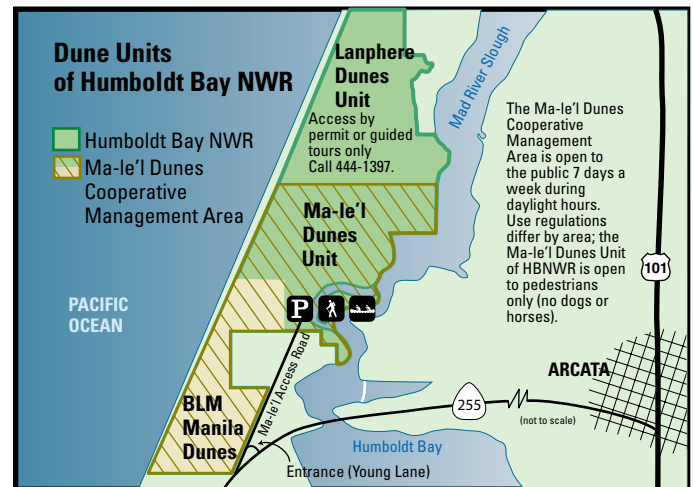 Dune Units
of Humboldt Bay NWR
Humboldt Bay NWR
Ma-le'l Dunes
Cooperative
Management Area
Lanphere
Dunes
Unit
Access by
permit or guided
tours only
Call 444-1397.
Mad River Slough
The Ma-le'l Dunes
Cooperative
Management
Area is open to
the public 7 days a
week during
daylight hours.
Use regulations
differ by area; the
Ma-le'l Dunes Unit
of HBNWR is open
to pedestrians
only (no dogs or
horses).
Ma-le'l
Dunes
Unit
101
PACIFIC
OCEAN
P
Ma-le'l Access Road
ARCATA
BLM
Manila
Dunes
255
(not to scale)
Humboldt Bay
Entrance (Young Lane)